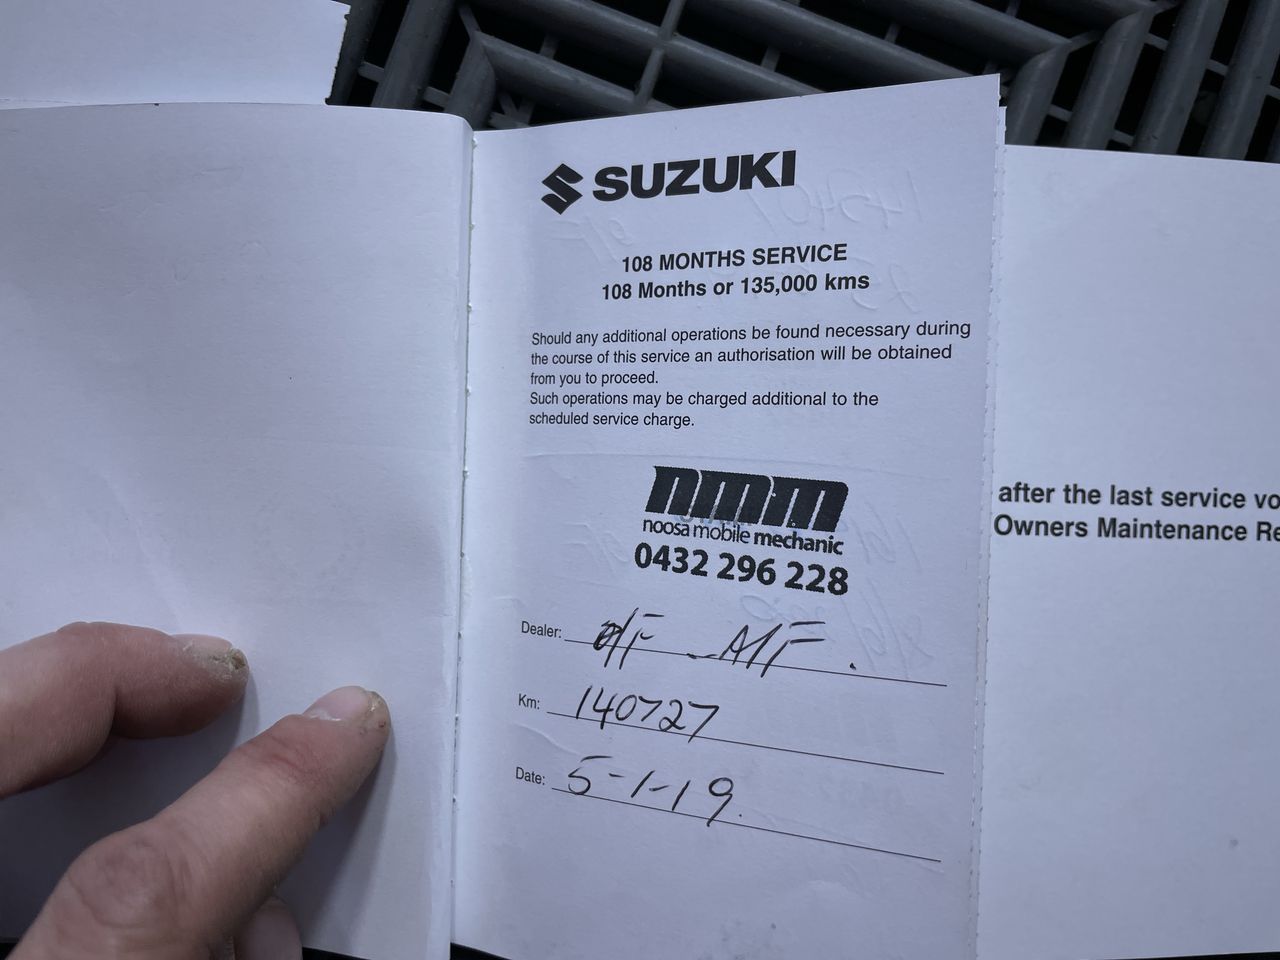 SUZUKI
108 MONTHS SERVICE
108 Months or 135,000 kms
Should any additional operations be found necessary during
the course of this service an authorisation will be obtained
from you to proceed.
Such operations may be charged additional to the
scheduled service charge.
nmm
noosa mobile mechanic
0432 296 228
Dealer: O/F - A/F.
Km: 140727
Date: 5-1-19.
after the last service vo
Owners Maintenance Re